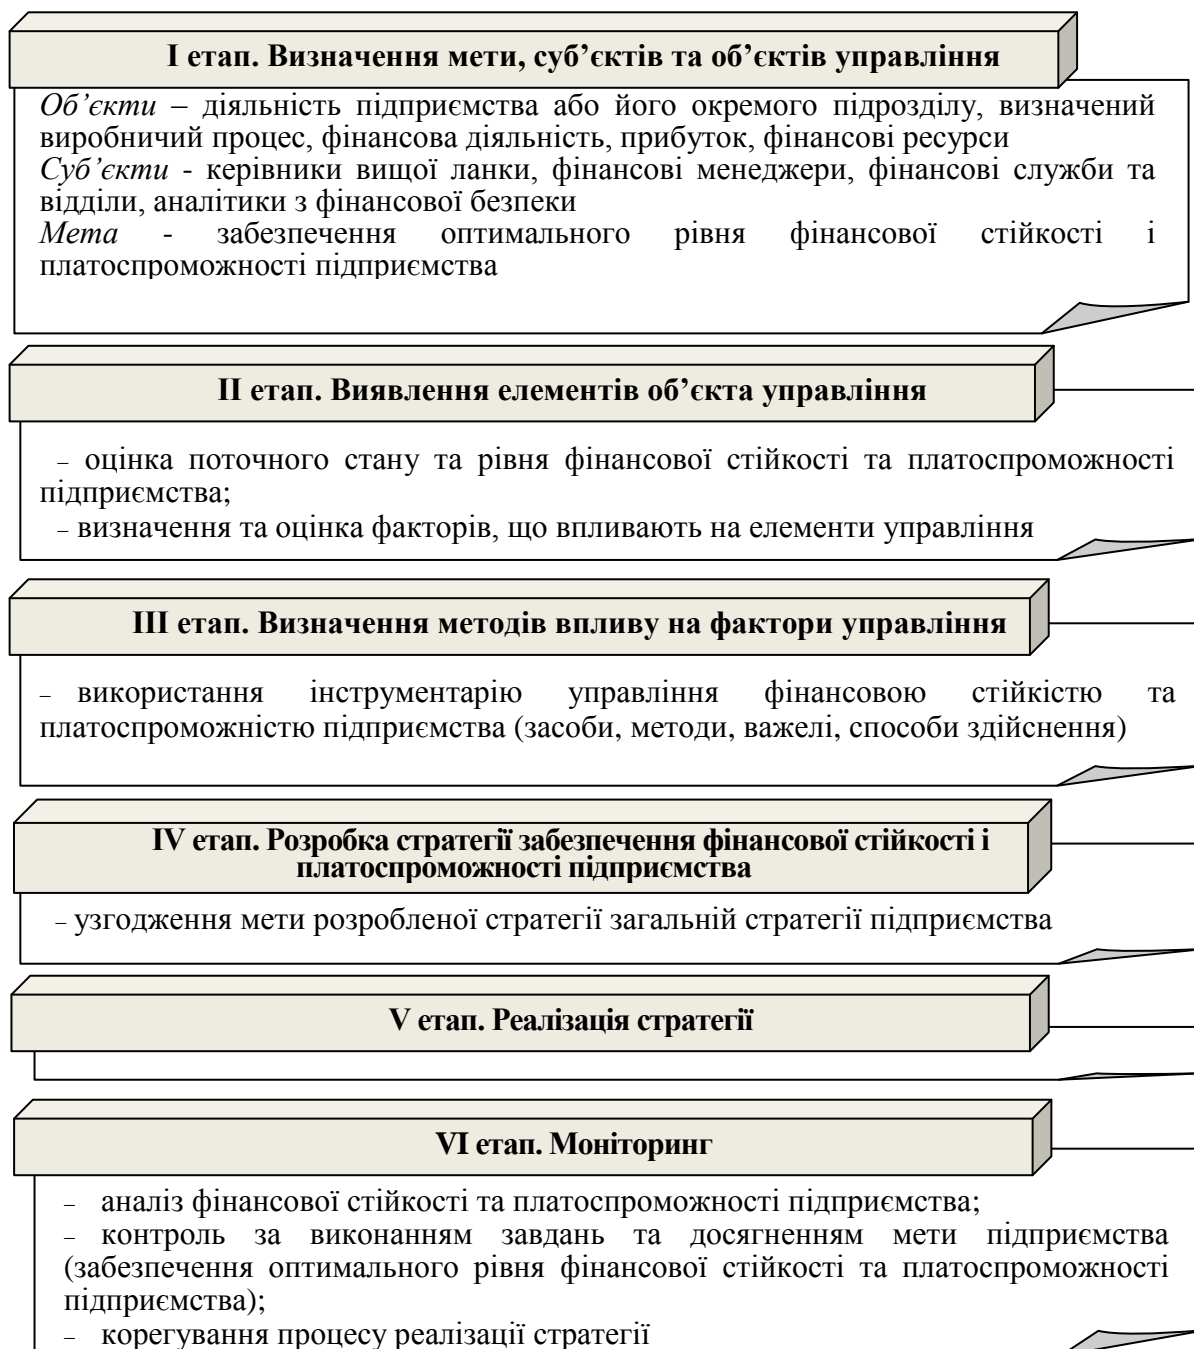 І етап. Визначення мети, суб’єктів та об’єктів управління
Об’єкти – діяльність підприємства або його окремого підрозділу, визначений
виробничий процес, фінансова діяльність, прибуток, фінансові ресурси
Суб’єкти - керівники вищої ланки, фінансові менеджери, фінансові служби та
відділи, аналітики з фінансової безпеки
Мета - забезпечення оптимального рівня фінансової стійкості і
платоспроможності підприємства
ІІ етап. Виявлення елементів об’єкта управління
– оцінка поточного стану та рівня фінансової стійкості та платоспроможності
підприємства;
– визначення та оцінка факторів, що впливають на елементи управління
ІІІ етап. Визначення методів впливу на фактори управління
– використання інструментарію управління фінансовою стійкістю та
платоспроможністю підприємства (засоби, методи, важелі, способи здійснення)
IV етап. Розробка стратегії забезпечення фінансової стійкості і
платоспроможності підприємства
– узгодження мети розробленої стратегії загальній стратегії підприємства
V етап. Реалізація стратегії
VI етап. Моніторинг
– аналіз фінансової стійкості та платоспроможності підприємства;
– контроль за виконанням завдань та досягненням мети підприємства
(забезпечення оптимального рівня фінансової стійкості та платоспроможності
підприємства);
– корегування процесу реалізації стратегії